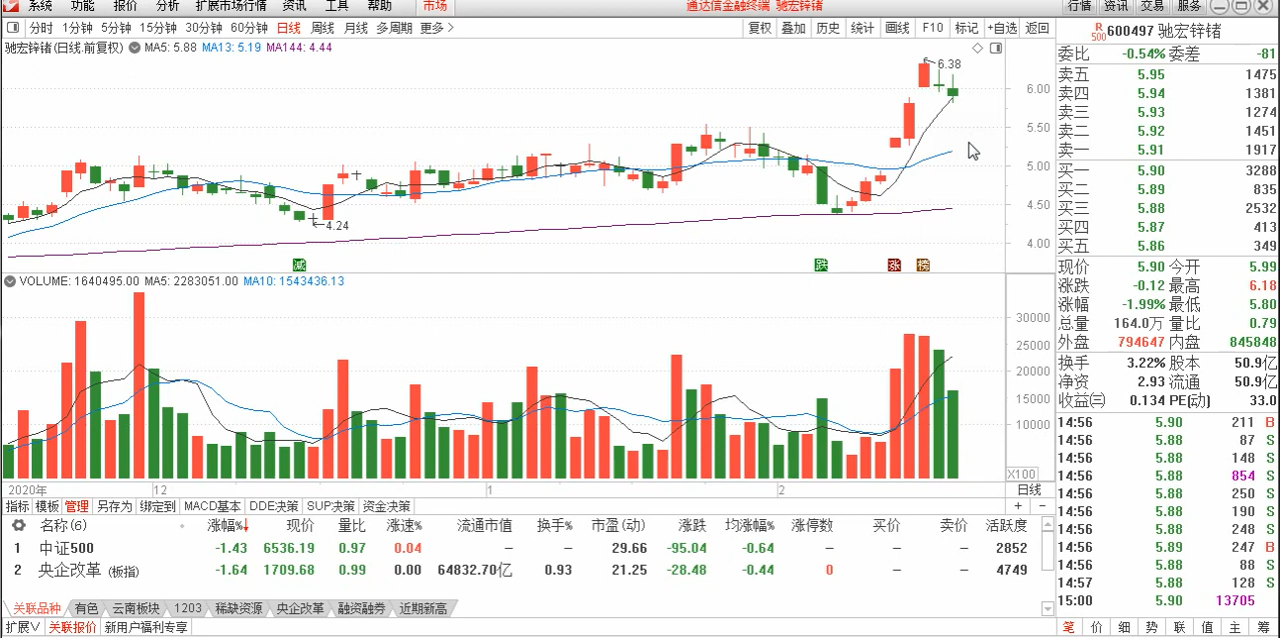 系统 功能 报价 分析 扩展市场行情 资讯 工具 帮助 市场 通达信金融终端 驰宏锌锗 行情 资讯 交易 服务
分时 1分钟 5分钟 15分钟 30分钟 60分钟 日线 周线 月线 多周期 更多> 复权 叠加 历史 统计 画线 F10 标记 +自选 返回
R 500 600497 驰宏锌锗
驰宏锌锗(日线.前复权) MA5: 5.88 MA13: 5.19 MA144: 4.44
6.38
6.00
5.50
5.00
4.50
4.00
4.24
减 跌 涨 榜
VOLUME: 1640495.00 MA5: 2283051.00 MA10: 1543436.13
30000
25000
20000
15000
10000
X100
2020年 12 1 2 日线
委比 -0.54% 委差 -81
卖五 5.95 1475
卖四 5.94 1381
卖三 5.93 1274
卖二 5.92 1451
卖一 5.91 1917
买一 5.90 3288
买二 5.89 835
买三 5.88 2532
买四 5.87 413
买五 5.86 349
现价 5.90 今开 5.99
涨跌 -0.12 最高 6.18
涨幅 -1.99% 最低 5.80
总量 164.0万 量比 0.79
外盘 794647 内盘 845848
换手 3.22% 股本 50.9亿
净资 2.93 流通 50.9亿
收益㈢ 0.134 PE(动) 33.0
14:56 5.90 211 B
14:56 5.88 87 S
14:56 5.88 148 S
14:56 5.88 854 S
14:56 5.88 250 S
14:56 5.88 190 S
14:56 5.88 248 S
14:56 5.89 247 B
14:56 5.88 88 S
14:57 5.88 128 S
15:00 5.90 13705
笔 价 细 势 联 值 主 筹
指标 模板 管理 另存为 绑定到 MACD基本 DDE决策 SUP决策 资金决策 + −
名称(6) 涨幅%↓ 现价 量比 涨速% 流通市值 换手% 市盈(动) 涨跌 均涨幅% 涨停数 买价 卖价 活跃度
1 中证500 -1.43 6536.19 0.97 0.04 – – 29.66 -95.04 -0.64 – – – 2852
2 央企改革 (板指) -1.64 1709.68 0.99 0.00 64832.70亿 0.93 21.25 -28.48 -0.44 0 – – 4749
关联品种 有色 云南板块 1203 稀缺资源 央企改革 融资融券 近期新高
扩展∨ 关联报价 新用户福利专享